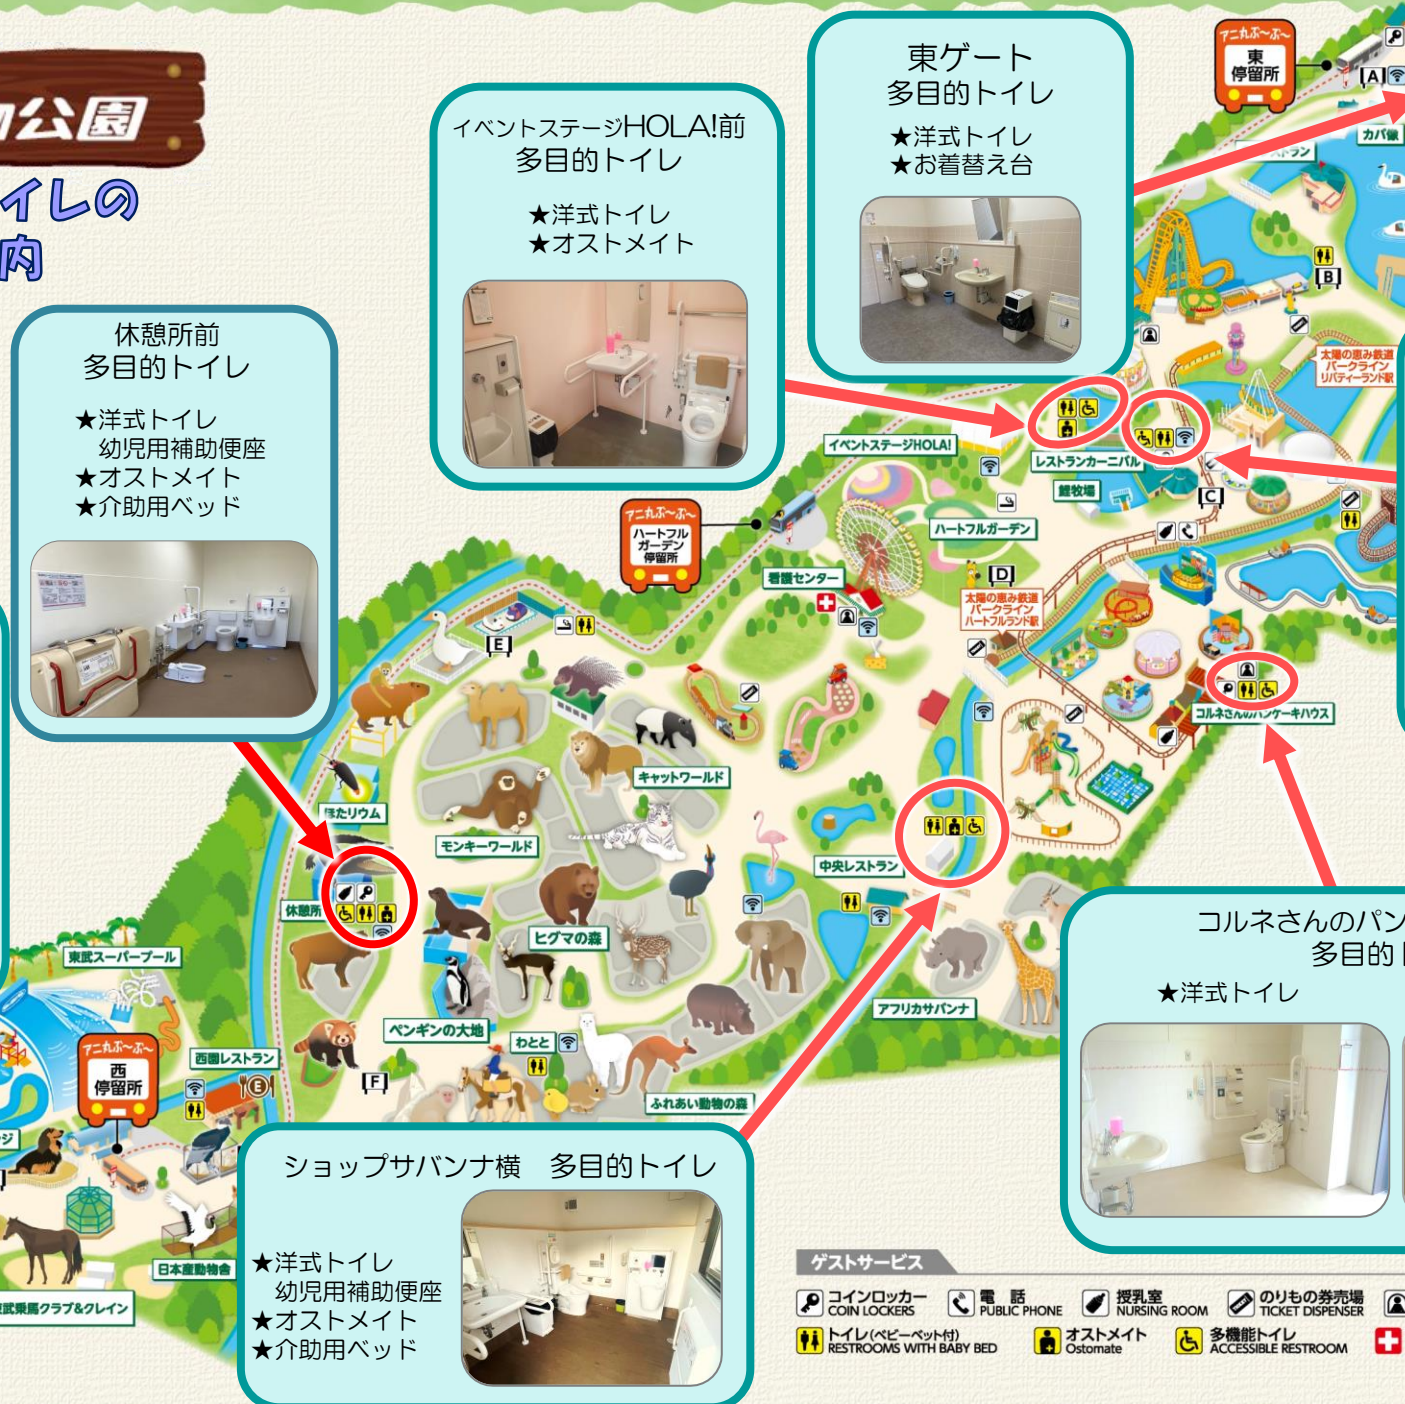 物公園
イレの
内
イベントステージHOLA!前
多目的トイレ
★洋式トイレ
★オストメイト
東ゲート
多目的トイレ
★洋式トイレ
★お着替え台
休憩所前
多目的トイレ
★洋式トイレ
幼児用補助便座
★オストメイト
★介助用ベッド
アニ丸ぶ〜ぶ〜
東
停留所
[A]
カバ像
[B]
太陽の恵み鉄道
パークライン
リバティーランド駅
イベントステージHOLA!
レストランカーニバル
鯉牧場
[C]
ハートフルガーデン
アニ丸ぶ〜ぶ〜
ハートフル
ガーデン
停留所
看護センター
[D]
太陽の恵み鉄道
パークライン
ハートフルランド駅
[E]
コルネさんのパンケーキハウス
キャットワールド
ほたリウム
モンキーワールド
中央レストラン
休憩所
ヒグマの森
東武スーパープール
アフリカサバンナ
ペンギンの大地
わとと
アニ丸ぶ〜ぶ〜
西
停留所
西園レストラン
[F]
ふれあい動物の森
ージ
日本産動物舎
武乗馬クラブ&クレイン
コルネさんのパン
多目的ト
★洋式トイレ
ショップサバンナ横　多目的トイレ
★洋式トイレ
幼児用補助便座
★オストメイト
★介助用ベッド
ゲストサービス
コインロッカー
COIN LOCKERS
電話
PUBLIC PHONE
授乳室
NURSING ROOM
のりもの券売場
TICKET DISPENSER
トイレ(ベビーベット付)
RESTROOMS WITH BABY BED
オストメイト
Ostomate
多機能トイレ
ACCESSIBLE RESTROOM